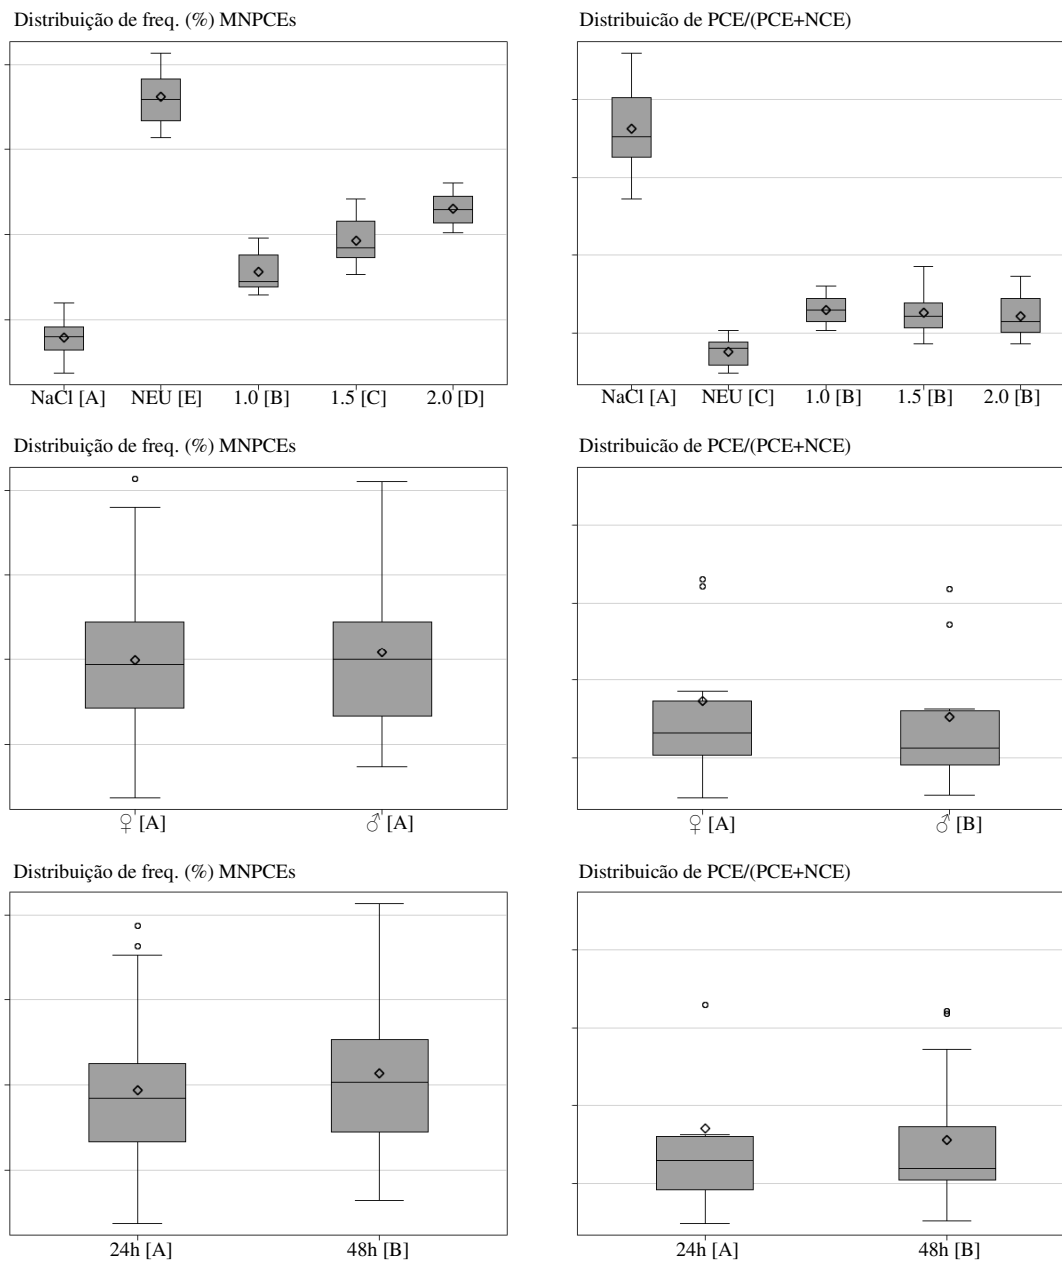 Distribuição de freq. (%) MNPCEs
Distribuicão de PCE/(PCE+NCE)
NaCl [A] NEU [E] 1.0 [B] 1.5 [C] 2.0 [D]
NaCl [A] NEU [C] 1.0 [B] 1.5 [B] 2.0 [B]
Distribuição de freq. (%) MNPCEs
Distribuicão de PCE/(PCE+NCE)
♀ [A] ♂ [A]
♀ [A] ♂ [B]
Distribuição de freq. (%) MNPCEs
Distribuicão de PCE/(PCE+NCE)
24h [A] 48h [B]
24h [A] 48h [B]